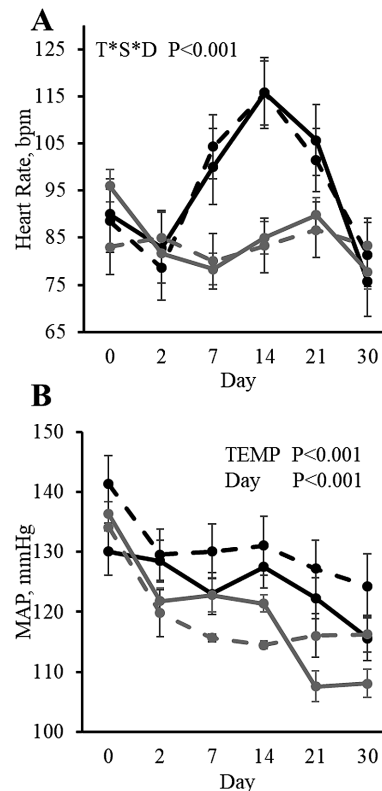 A
T*S*D P<0.001
Heart Rate, bpm
125
115
105
95
85
75
65
0 2 7 14 21 30
Day
B
TEMP P<0.001
Day P<0.001
MAP, mmHg
150
140
130
120
110
100
0 2 7 14 21 30
Day